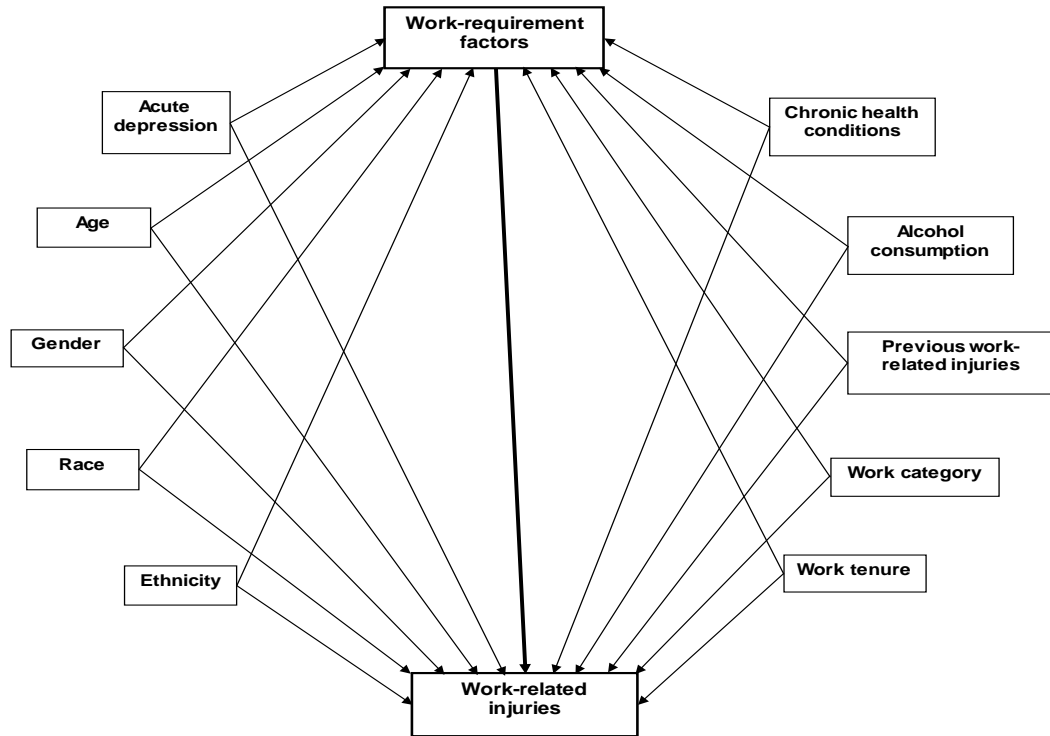 Work-requirement
factors
Acute
depression
Chronic health
conditions
Age
Alcohol
consumption
Gender
Previous work-
related injuries
Race
Work category
Ethnicity
Work tenure
Work-related
injuries